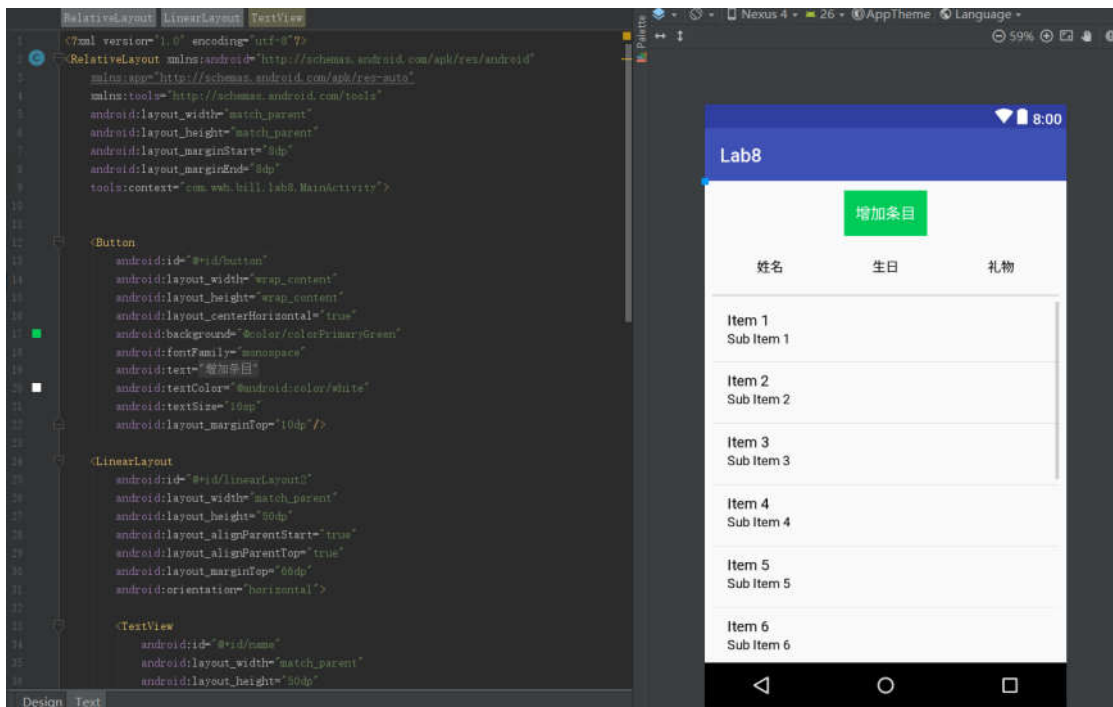 RelativeLayout LinearLayout TextView
<?xml version="1.0" encoding="utf-8"?>
<RelativeLayout xmlns:android="http://schemas.android.com/apk/res/android"
xmlns:app="http://schemas.android.com/apk/res-auto"
xmlns:tools="http://schemas.android.com/tools"
android:layout_width="match_parent"
android:layout_height="match_parent"
android:layout_marginStart="8dp"
android:layout_marginEnd="8dp"
tools:context="com.wwh.bill.lab8.MainActivity">
<Button
android:id="@+id/button"
android:layout_width="wrap_content"
android:layout_height="wrap_content"
android:layout_centerHorizontal="true"
android:background="@color/colorPrimaryGreen"
android:fontFamily="monospace"
android:text="增加条目"
android:textColor="@android:color/white"
android:textSize="16sp"
android:layout_marginTop="10dp"/>
<LinearLayout
android:id="@+id/linearLayout2"
android:layout_width="match_parent"
android:layout_height="50dp"
android:layout_alignParentStart="true"
android:layout_alignParentTop="true"
android:layout_marginTop="66dp"
android:orientation="horizontal">
<TextView
android:id="@+id/name"
android:layout_width="match_parent"
android:layout_height="50dp"
Design Text
Palette
Nexus 4 26 AppTheme Language
59%
8:00
Lab8
增加条目
姓名 生日 礼物
Item 1
Sub Item 1
Item 2
Sub Item 2
Item 3
Sub Item 3
Item 4
Sub Item 4
Item 5
Sub Item 5
Item 6
Sub Item 6